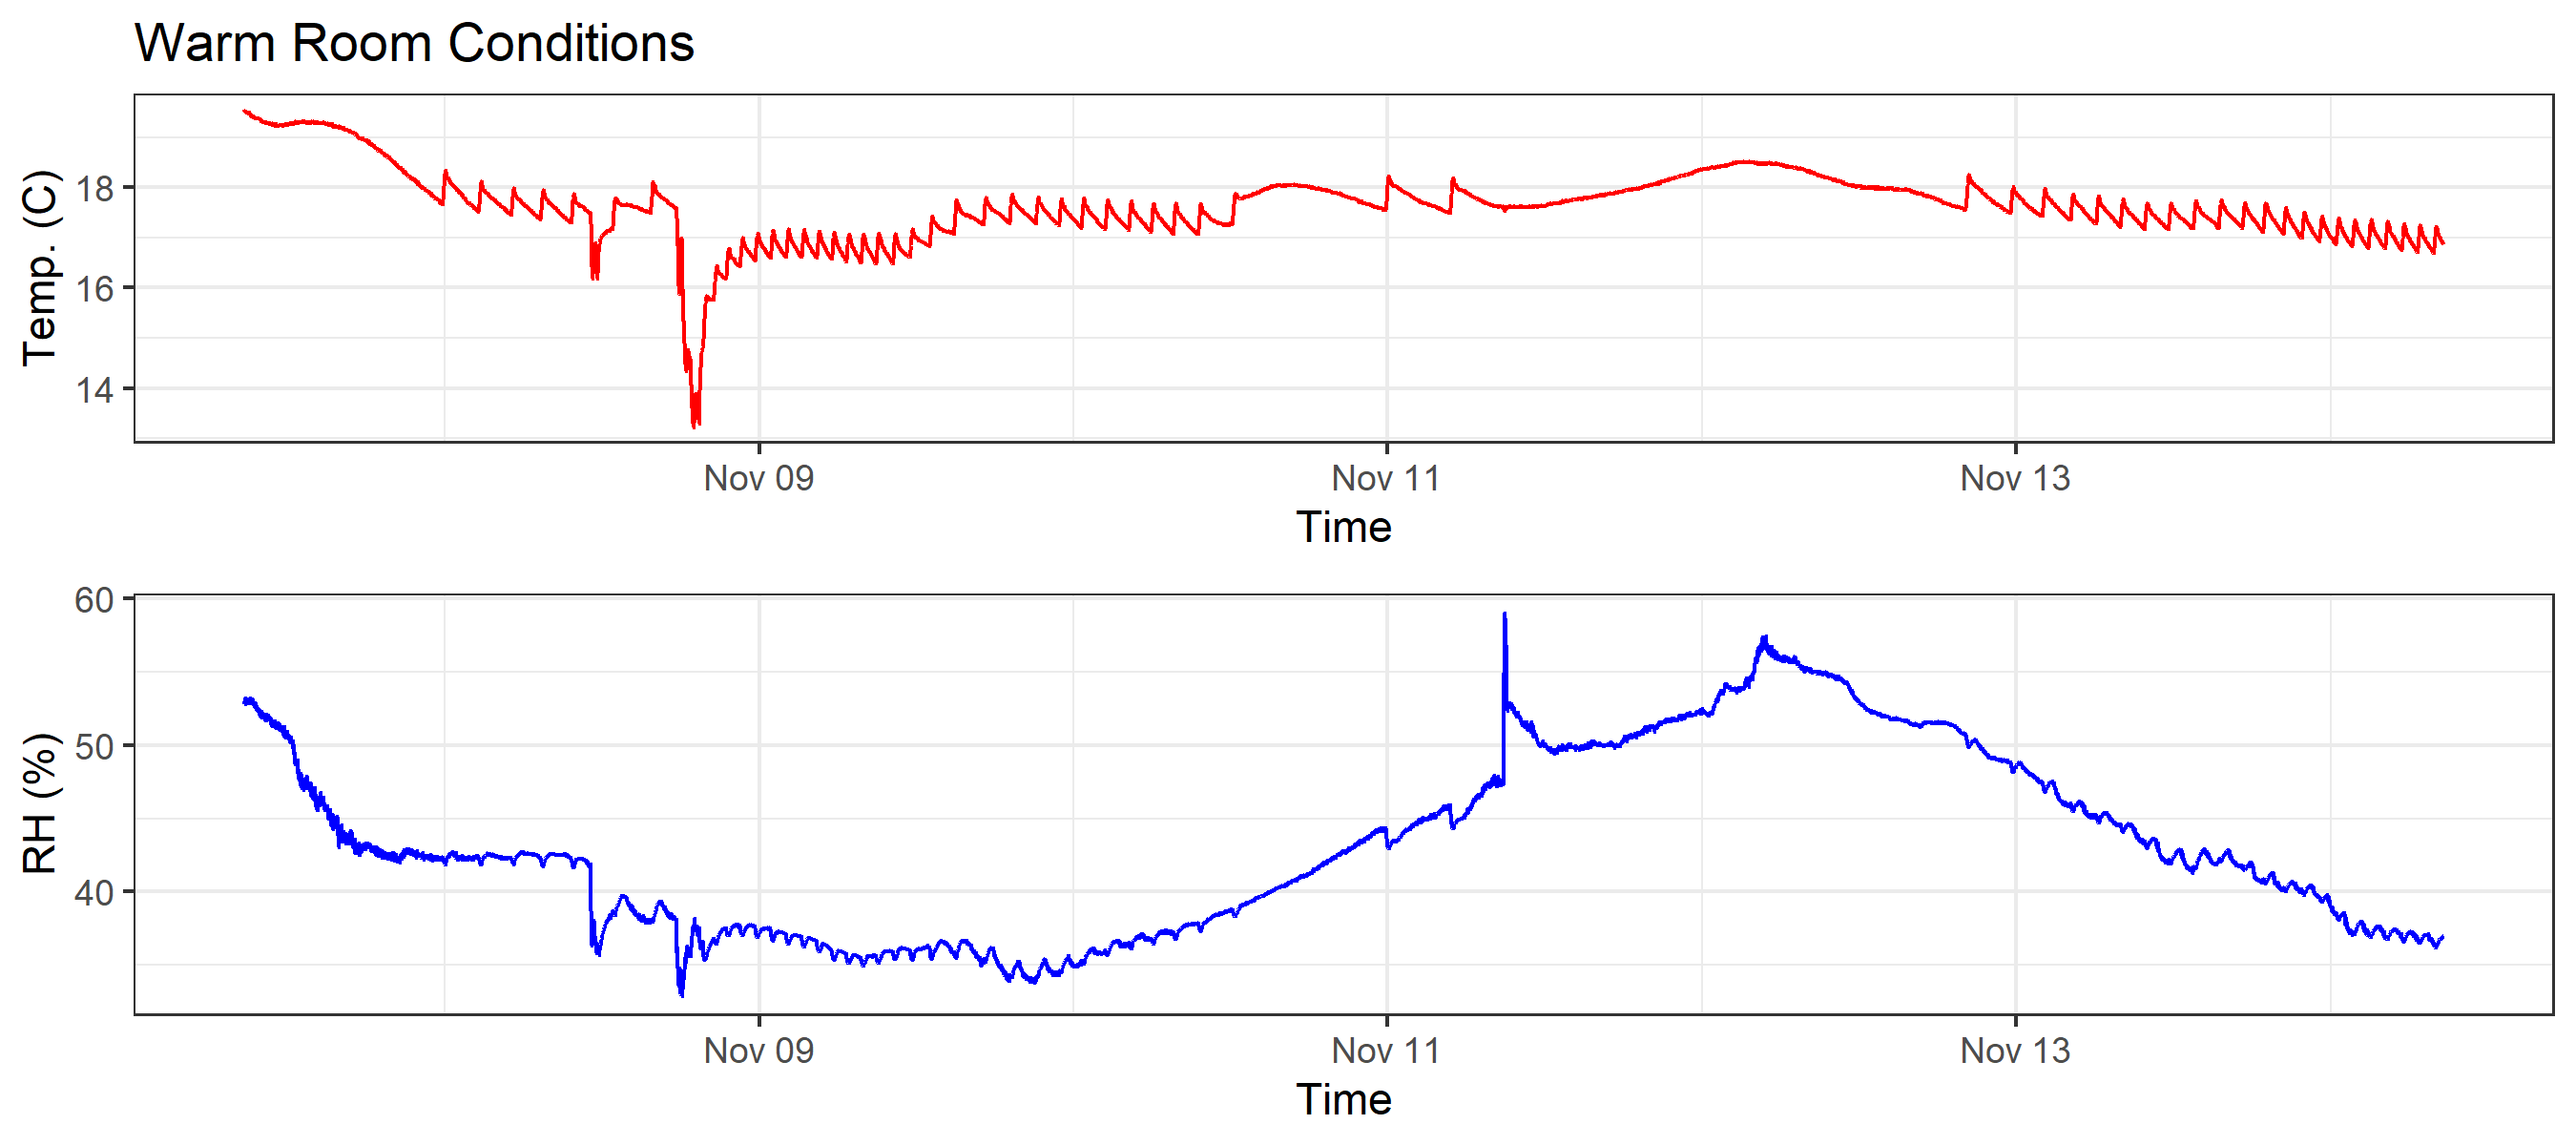 Warm Room Conditions
Temp. (C)
18
16
14
Nov 09
Nov 11
Nov 13
Time
RH (%)
60
50
40
Nov 09
Nov 11
Nov 13
Time